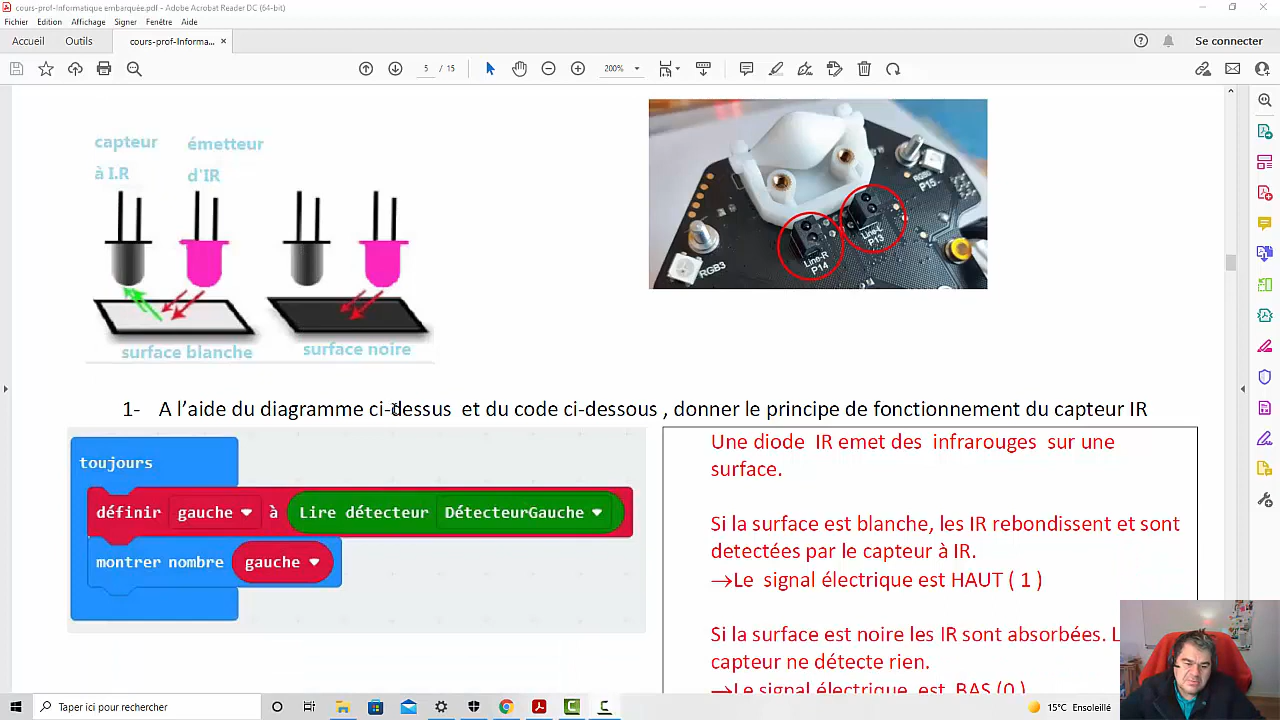 cours-prof-Informatique embarquée.pdf - Adobe Acrobat Reader DC (64-bit)
Fichier Edition Affichage Signer Fenêtre Aide
Accueil Outils cours-prof-Informa... × Se connecter
5 / 15 200%
capteur
à I.R
émetteur
d'IR
surface blanche
surface noire
RGB3
Line-R
P14
Line-L
P13
P15
1- A l’aide du diagramme ci-dessus et du code ci-dessous , donner le principe de fonctionnement du capteur IR
toujours
définir gauche à Lire détecteur DétecteurGauche
montrer nombre gauche
Une diode IR emet des infrarouges sur une
surface.
Si la surface est blanche, les IR rebondissent et sont
detectées par le capteur à IR.
→Le signal électrique est HAUT ( 1 )
Si la surface est noire les IR sont absorbées. L
capteur ne détecte rien.
→Le signal électrique est BAS (0 )
Taper ici pour rechercher
15°C Ensoleillé